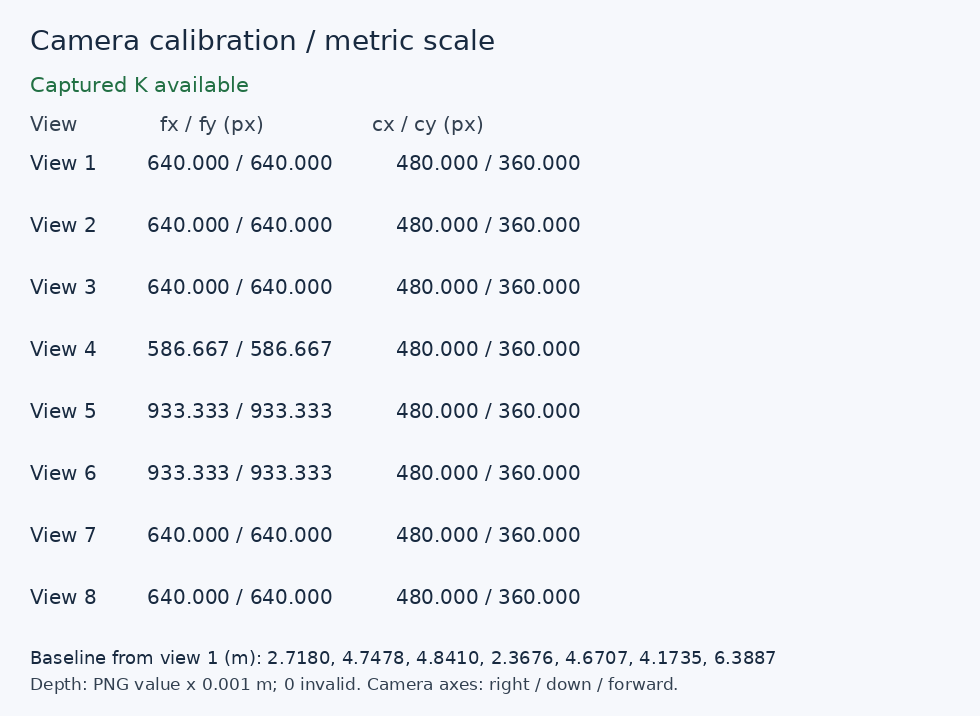 Camera calibration / metric scale
Captured K available
View fx / fy (px) cx / cy (px)
View 1 640.000 / 640.000 480.000 / 360.000
View 2 640.000 / 640.000 480.000 / 360.000
View 3 640.000 / 640.000 480.000 / 360.000
View 4 586.667 / 586.667 480.000 / 360.000
View 5 933.333 / 933.333 480.000 / 360.000
View 6 933.333 / 933.333 480.000 / 360.000
View 7 640.000 / 640.000 480.000 / 360.000
View 8 640.000 / 640.000 480.000 / 360.000
Baseline from view 1 (m): 2.7180, 4.7478, 4.8410, 2.3676, 4.6707, 4.1735, 6.3887
Depth: PNG value x 0.001 m; 0 invalid. Camera axes: right / down / forward.